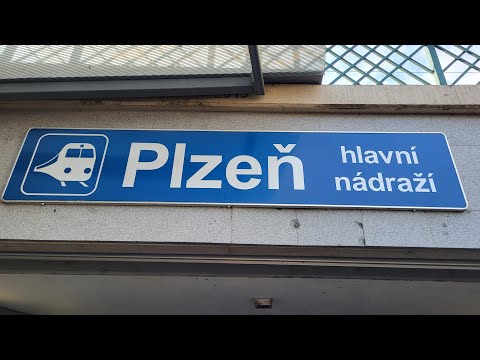 Plzeň
hlavní
nádraží